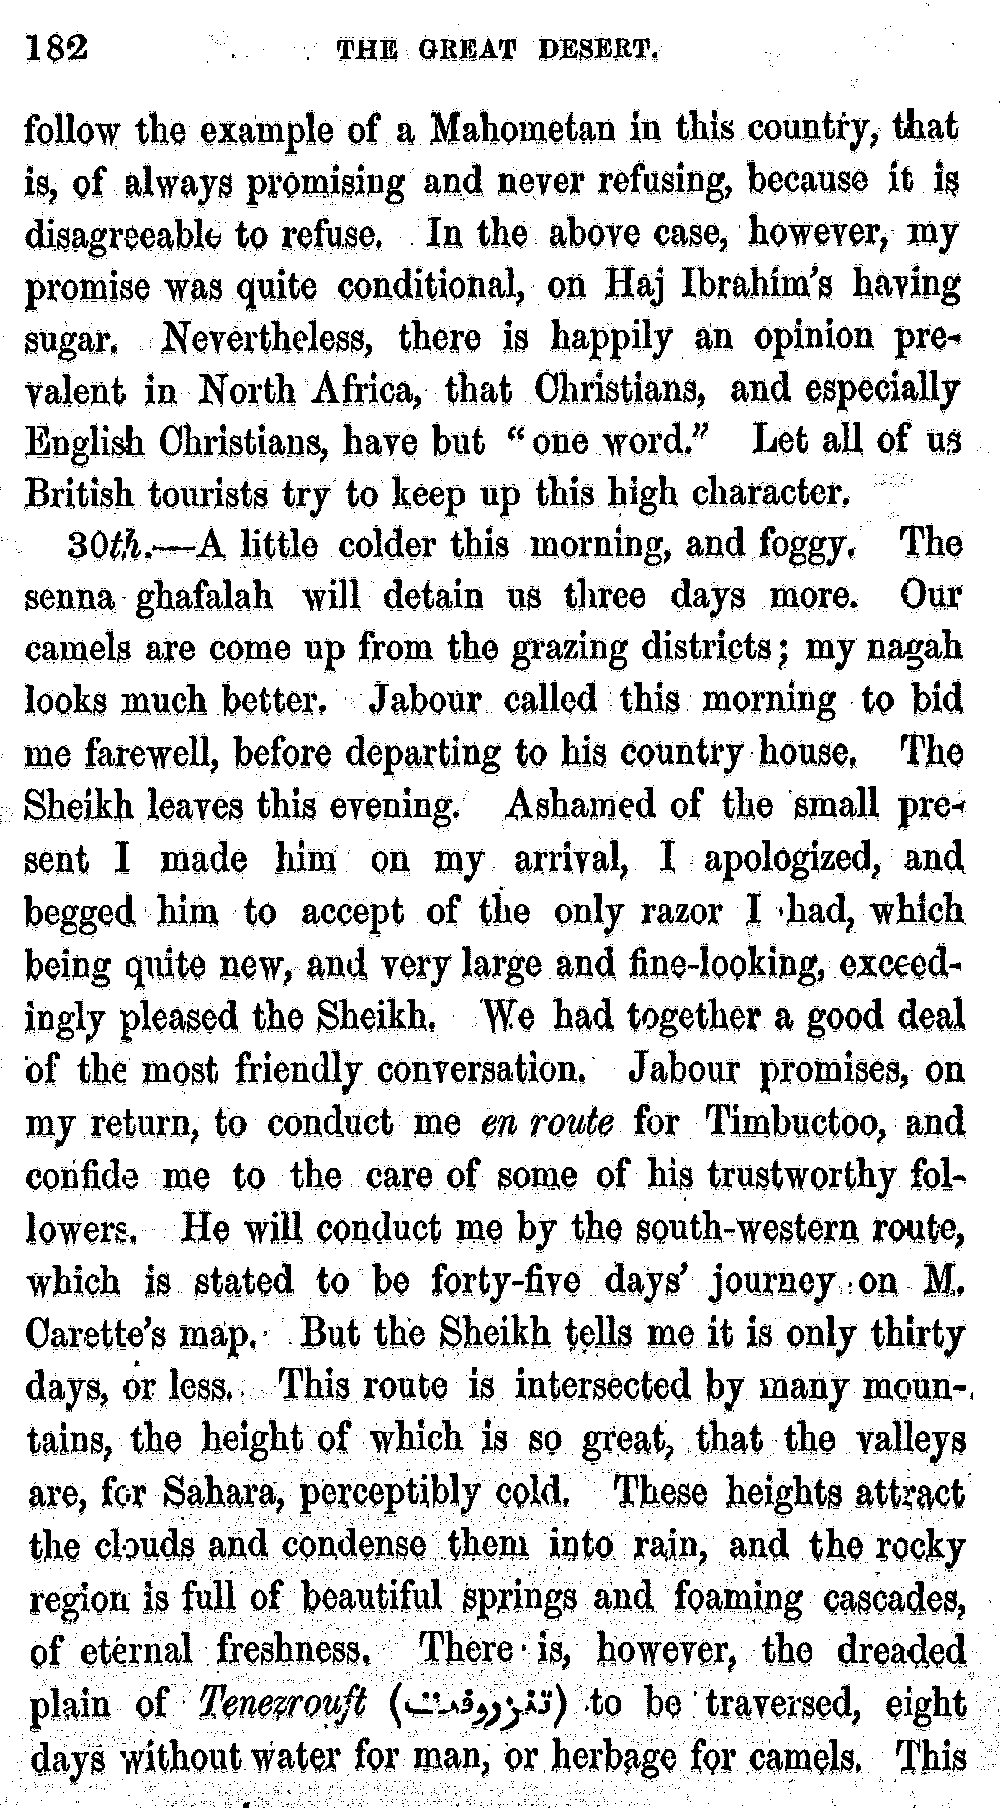 182 THE GREAT DESERT.
follow the example of a Mahometan in this country, that
is, of always promising and never refusing, because it is
disagreeable to refuse. In the above case, however, my
promise was quite conditional, on Haj Ibrahim's having
sugar. Nevertheless, there is happily an opinion pre-
valent in North Africa, that Christians, and especially
English Christians, have but "one word." Let all of us
British tourists try to keep up this high character.
30th.—A little colder this morning, and foggy. The
senna ghafalah will detain us three days more. Our
camels are come up from the grazing districts; my nagah
looks much better. Jabour called this morning to bid
me farewell, before departing to his country house. The
Sheikh leaves this evening. Ashamed of the small pre-
sent I made him on my arrival, I apologized, and
begged him to accept of the only razor I had, which
being quite new, and very large and fine-looking, exceed-
ingly pleased the Sheikh. We had together a good deal
of the most friendly conversation. Jabour promises, on
my return, to conduct me en route for Timbuctoo, and
confide me to the care of some of his trustworthy fol-
lowers. He will conduct me by the south-western route,
which is stated to be forty-five days' journey on M.
Carette's map. But the Sheikh tells me it is only thirty
days, or less. This route is intersected by many moun-
tains, the height of which is so great, that the valleys
are, for Sahara, perceptibly cold. These heights attract
the clouds and condense them into rain, and the rocky
region is full of beautiful springs and foaming cascades,
of eternal freshness. There is, however, the dreaded
plain of Tenezrouft (تنزروفت) to be traversed, eight
days without water for man, or herbage for camels. This